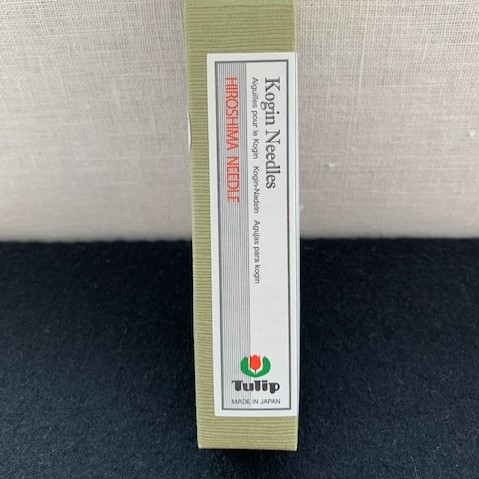 Kogin Needles
Aiguilles pour le Kogin Kogin-Nadeln Agujas para kogin
HIROSHIMA NEEDLE
Tulip
MADE IN JAPAN